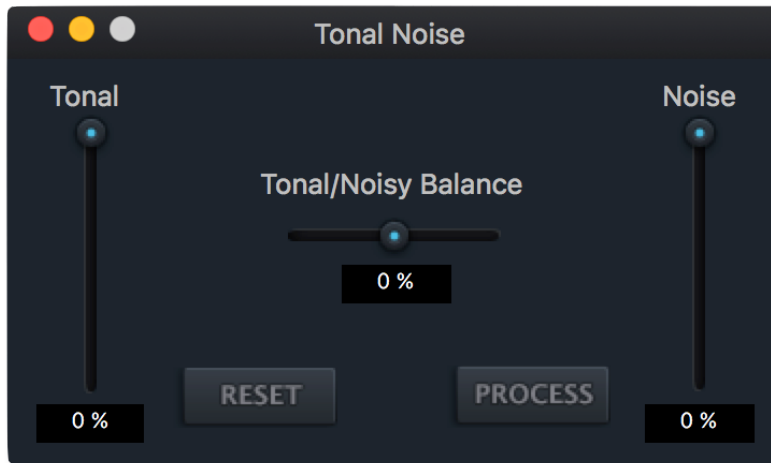 Tonal Noise
Tonal
Noise
Tonal/Noisy Balance
0 %
RESET
PROCESS
0 %
0 %